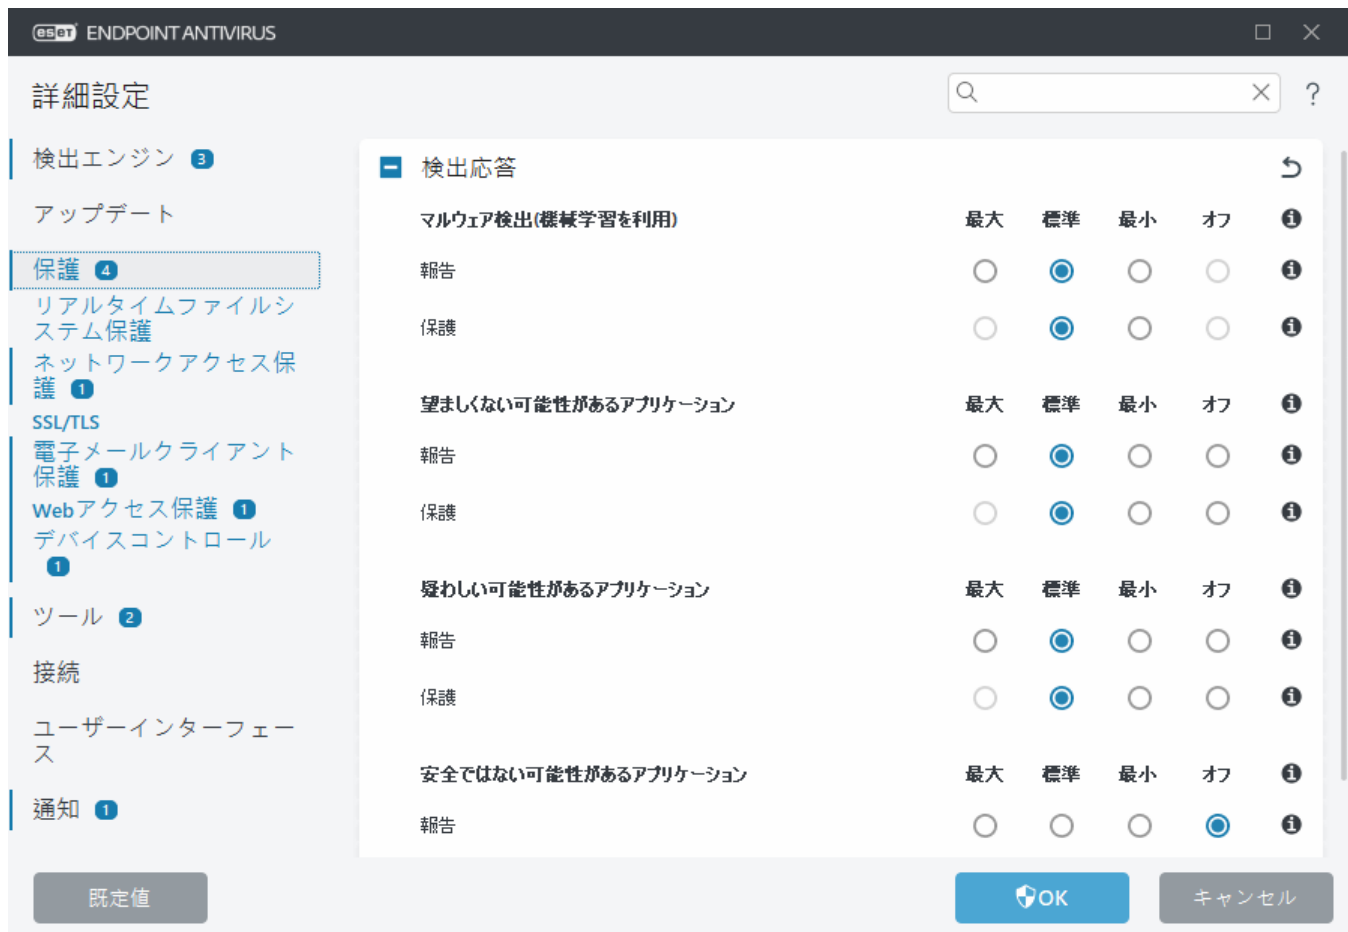 eset ENDPOINT ANTIVIRUS
詳細設定
?
検出エンジン 3
アップデート
保護 4
リアルタイムファイルシ
ステム保護
ネットワークアクセス保
護 1
SSL/TLS
電子メールクライアント
保護 1
Webアクセス保護 1
デバイスコントロール
1
ツール 2
接続
ユーザーインターフェー
ス
通知 1
検出応答
マルウェア検出(機械学習を利用) 最大 標準 最小 オフ
報告
保護
望ましくない可能性があるアプリケーション 最大 標準 最小 オフ
報告
保護
疑わしい可能性があるアプリケーション 最大 標準 最小 オフ
報告
保護
安全ではない可能性があるアプリケーション 最大 標準 最小 オフ
報告
既定値
OK
キャンセル